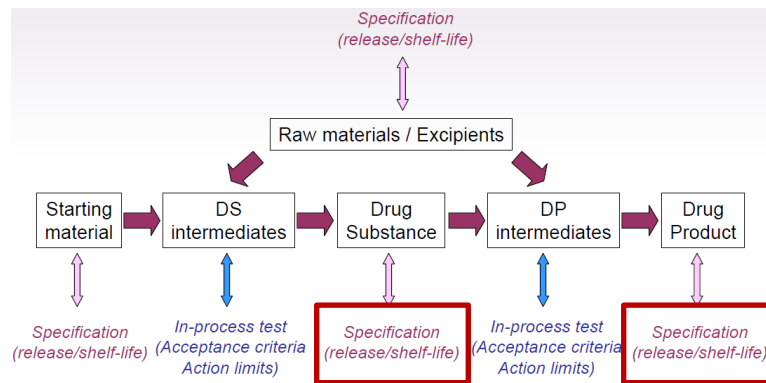 Specification
(release/shelf-life)
Raw materials / Excipients
Starting
material
DS
intermediates
Drug
Substance
DP
intermediates
Drug
Product
Specification
(release/shelf-life)
In-process test
(Acceptance criteria
Action limits)
Specification
(release/shelf-life)
In-process test
(Acceptance criteria
Action limits)
Specification
(release/shelf-life)